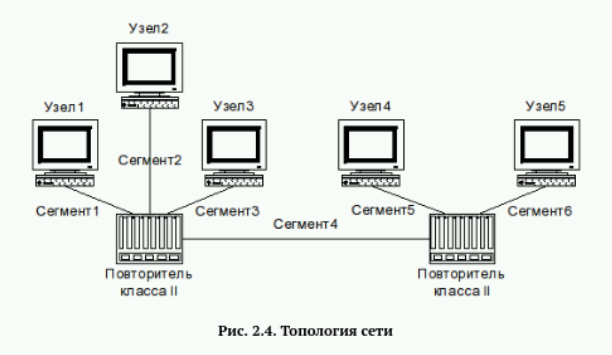 Узел2
Узел1
Узел3
Узел4
Узел5
Сегмент2
Сегмент1
Сегмент3
Сегмент5
Сегмент6
Сегмент4
Повторитель
класса II
Повторитель
класса II
Рис. 2.4. Топология сети